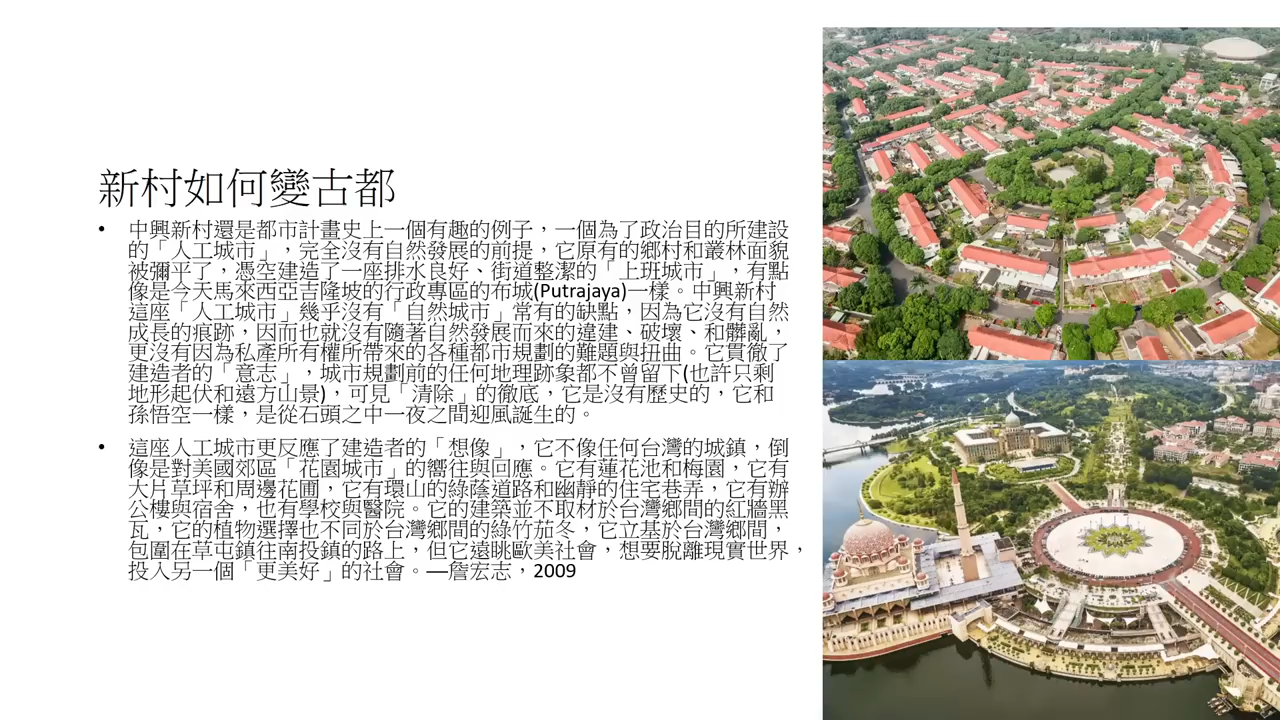 新村如何變古都
• 中興新村還是都市計畫史上一個有趣的例子，一個為了政治目的所建設
的「人工城市」，完全沒有自然發展的前提，它原有的鄉村和叢林面貌
被彌平了，憑空建造了一座排水良好、街道整潔的「上班城市」，有點
像是今天馬來西亞吉隆坡的行政專區的布城(Putrajaya)一樣。中興新村
這座「人工城市」幾乎沒有「自然城市」常有的缺點，因為它沒有自然
成長的痕跡，因而也就沒有隨著自然發展而來的違建、破壞、和髒亂，
更沒有因為私產所有權所帶來的各種都市規劃的難題與扭曲。它貫徹了
建造者的「意志」，城市規劃前的任何地理跡象都不曾留下(也許只剩
地形起伏和遠方山景)，可見「清除」的徹底，它是沒有歷史的，它和
孫悟空一樣，是從石頭之中一夜之間迎風誕生的。
• 這座人工城市更反應了建造者的「想像」，它不像任何台灣的城鎮，倒
像是對美國郊區「花園城市」的嚮往與回應。它有蓮花池和梅園，它有
大片草坪和周邊花圃，它有環山的綠蔭道路和幽靜的住宅巷弄，它有辦
公樓與宿舍，也有學校與醫院。它的建築並不取材於台灣鄉間的紅牆黑
瓦，它的植物選擇也不同於台灣鄉間的綠竹茄冬，它立基於台灣鄉間，
包圍在草屯鎮往南投鎮的路上，但它遠眺歐美社會，想要脫離現實世界，
投入另一個「更美好」的社會。—詹宏志，2009